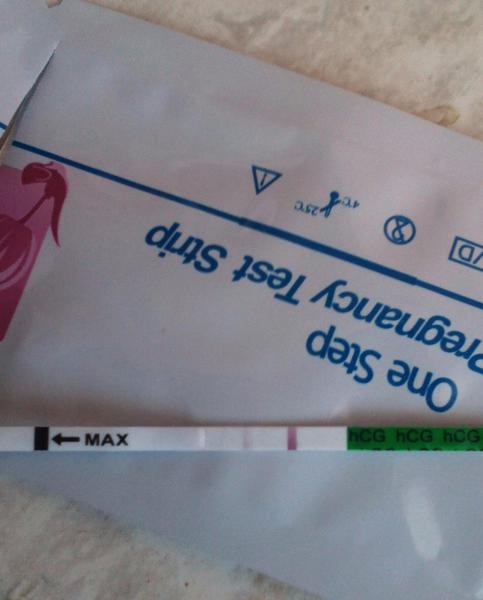 One Step
Pregnancy Test Strip
4°C
25°C
MAX
hCG hCG hCG